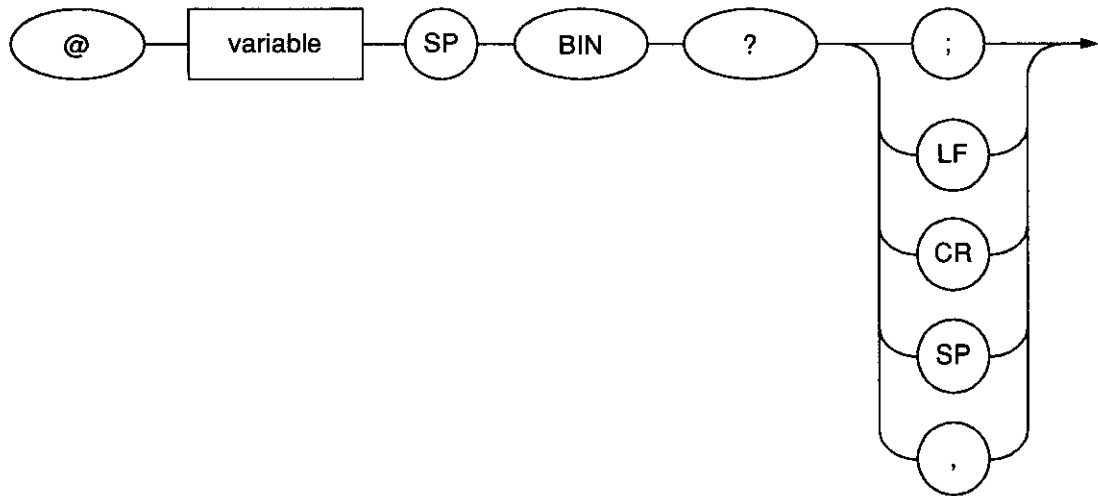 @ variable SP BIN ? ;
LF
CR
SP
,